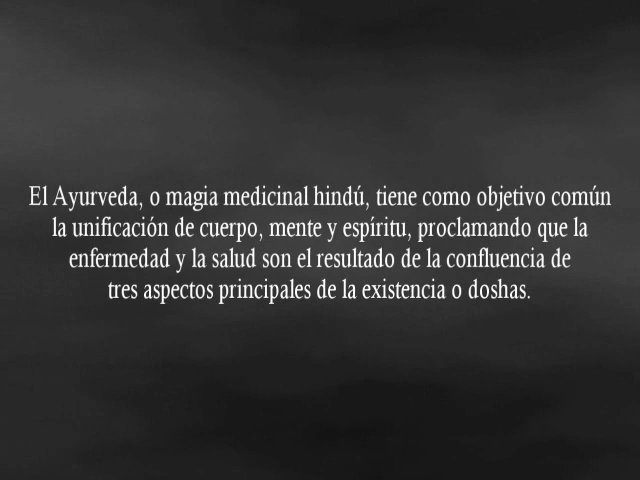 El Ayurveda, o magia medicinal hindú, tiene como objetivo común
la unificación de cuerpo, mente y espíritu, proclamando que la
enfermedad y la salud son el resultado de la confluencia de
tres aspectos principales de la existencia o doshas.